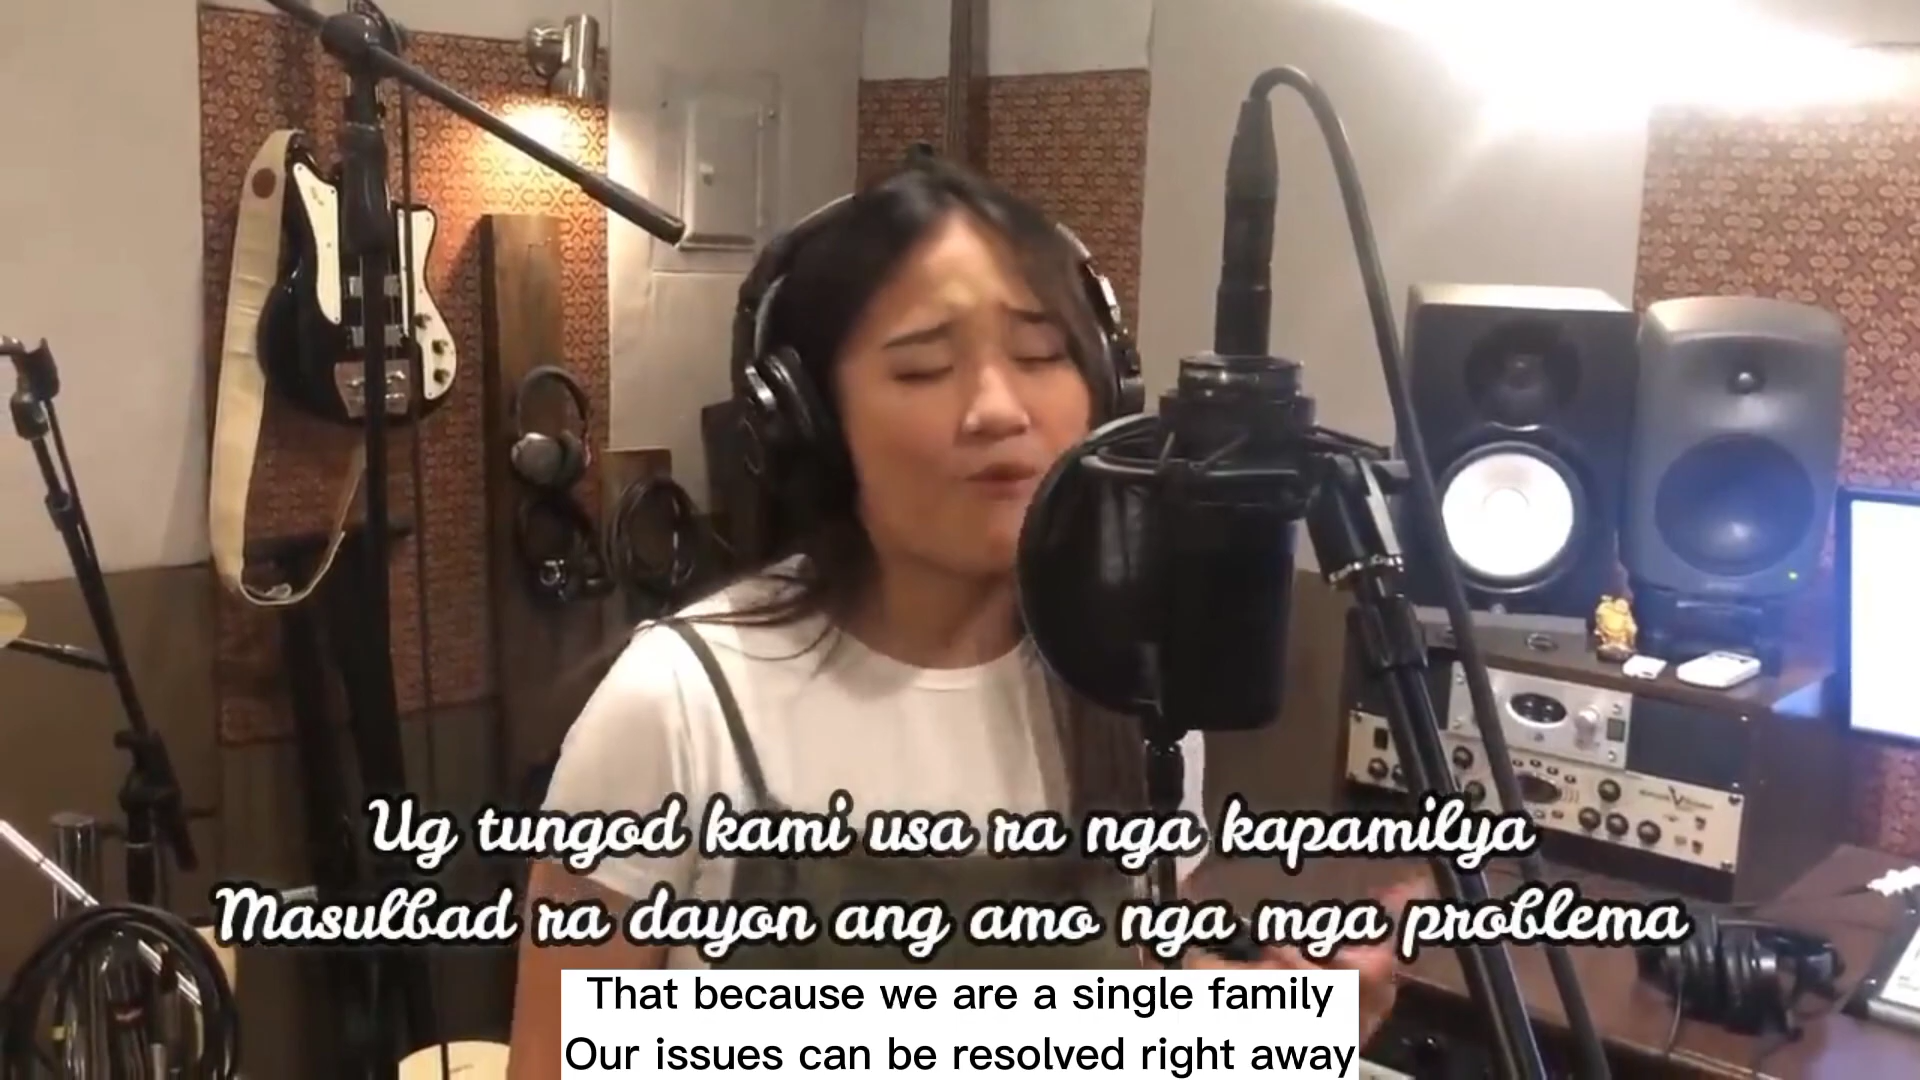 Ug tungod kami usa ra nga kapamilya
Masulbad ra dayon ang amo nga mga problema
That because we are a single family
Our issues can be resolved right away